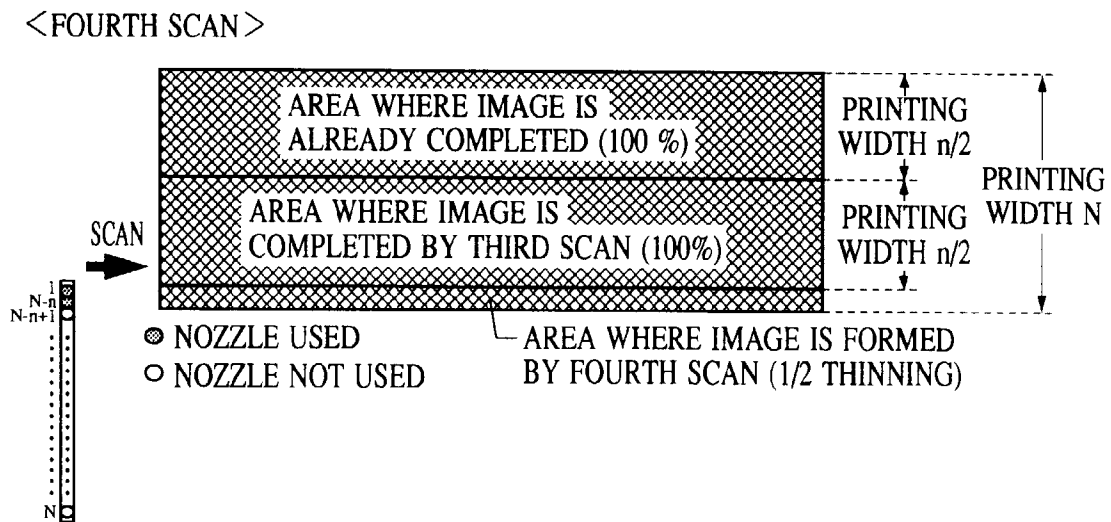 <FOURTH SCAN>
AREA WHERE IMAGE IS
ALREADY COMPLETED (100 %)
PRINTING
WIDTH n/2
AREA WHERE IMAGE IS
COMPLETED BY THIRD SCAN (100%)
PRINTING
WIDTH n/2
PRINTING
WIDTH N
SCAN
1
N-n
N-n+1
N
NOZZLE USED
NOZZLE NOT USED
AREA WHERE IMAGE IS FORMED
BY FOURTH SCAN (1/2 THINNING)